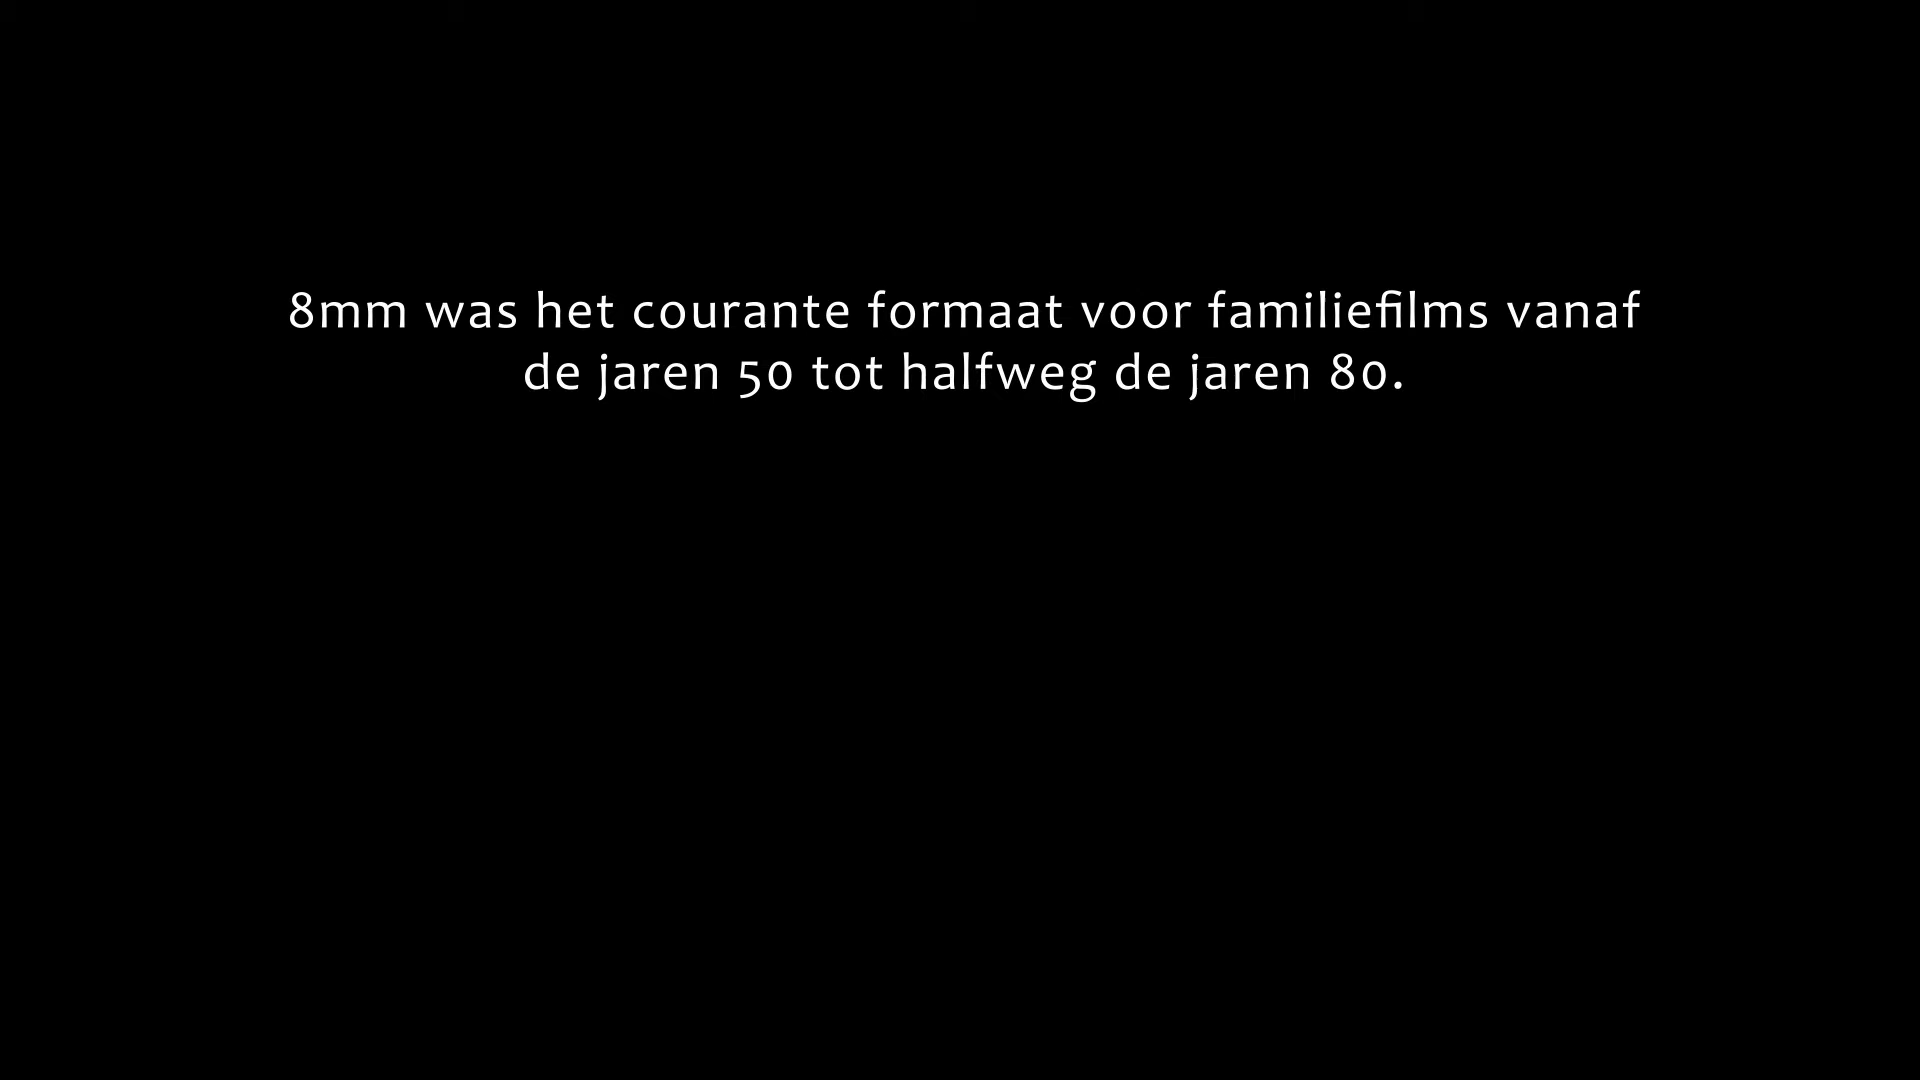 8mm was het courante formaat voor familiefilms vanaf
de jaren 50 tot halfweg de jaren 80.